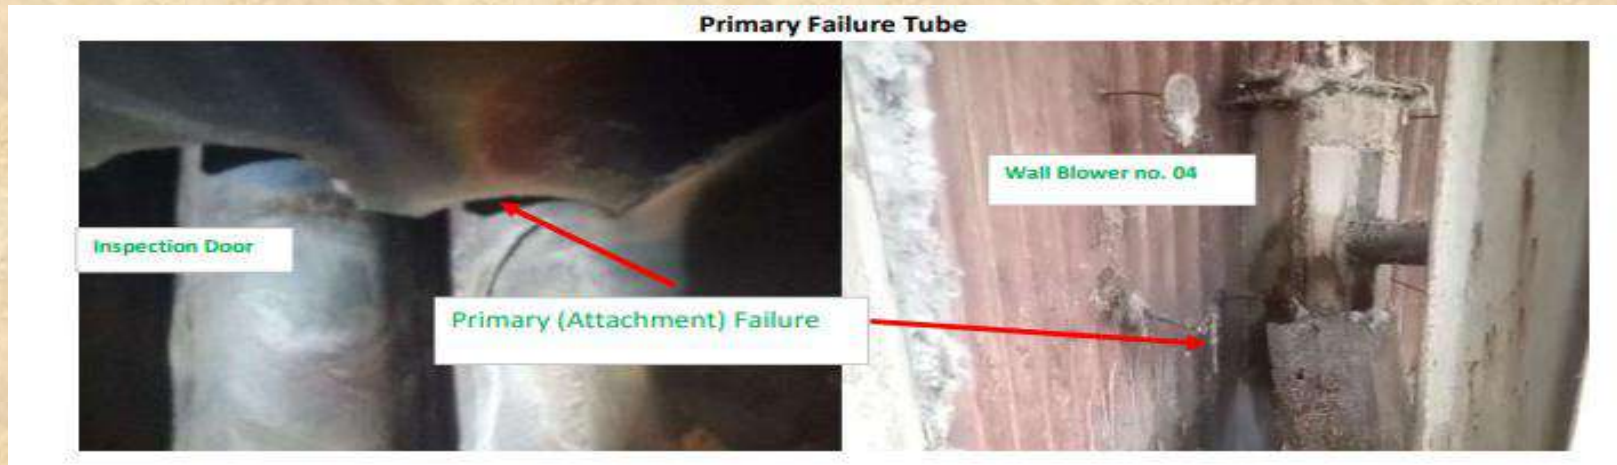 Primary Failure Tube
Wall Blower no. 04
Inspection Door
Primary (Attachment) Failure